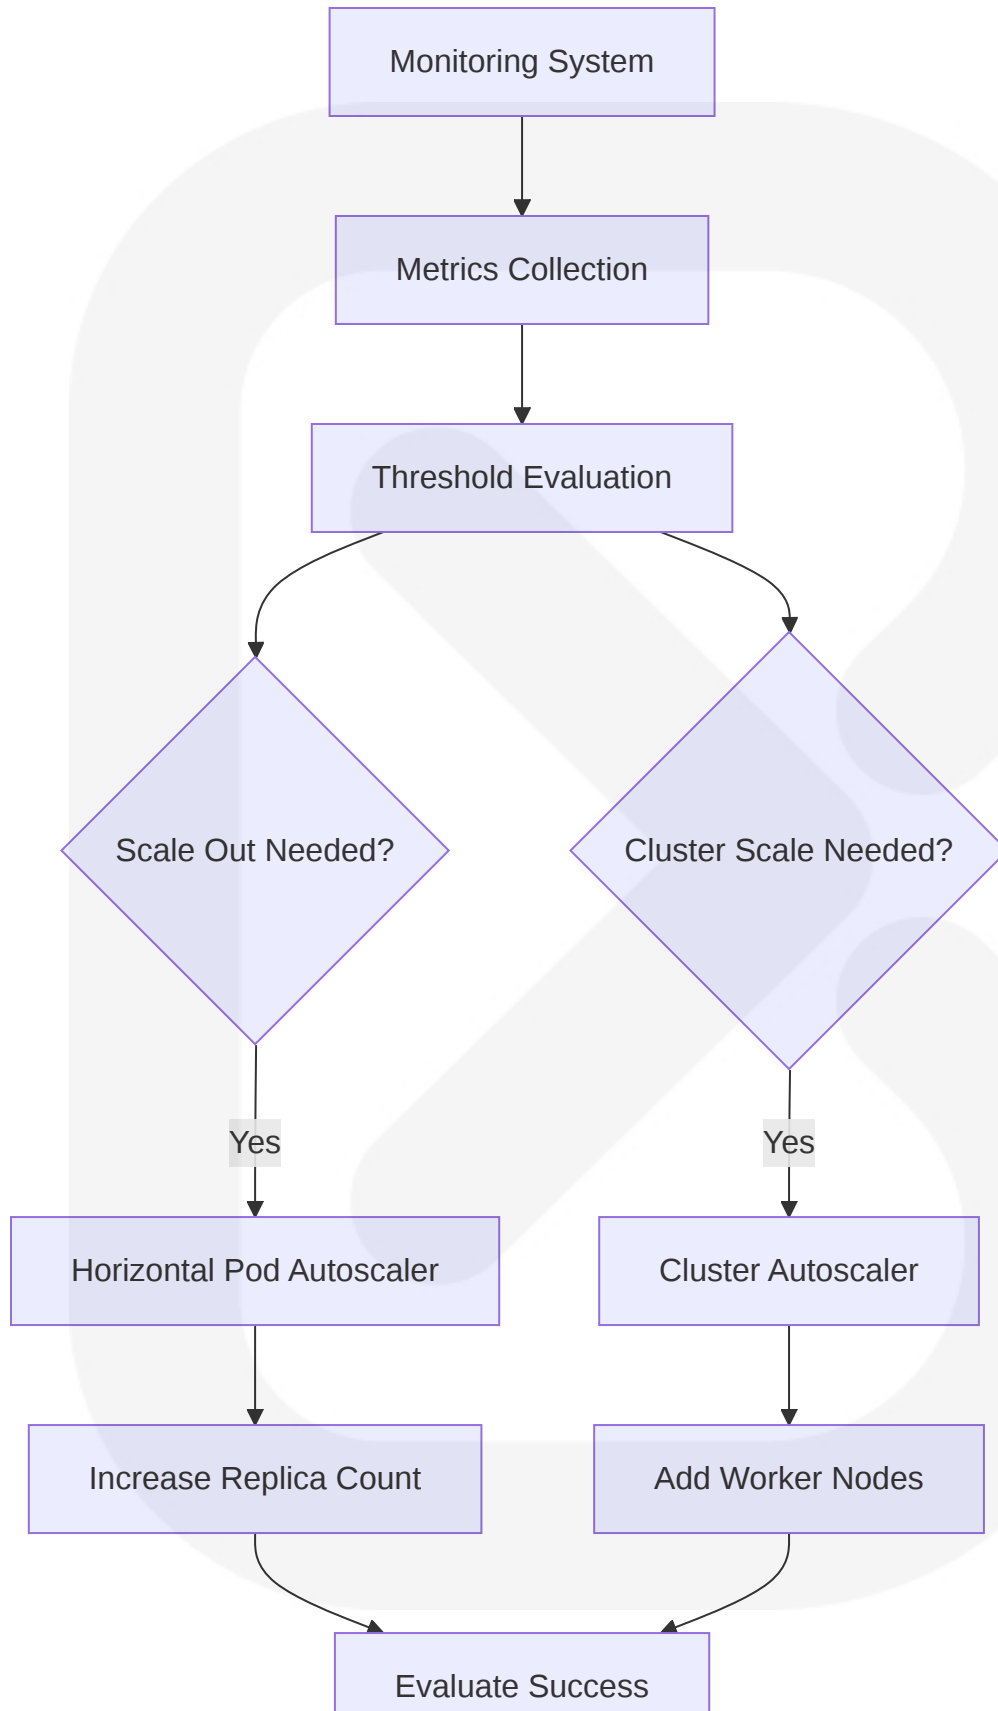 Monitoring System
Metrics Collection
Threshold Evaluation
Scale Out Needed?
Cluster Scale Needed?
Yes
Yes
Horizontal Pod Autoscaler
Cluster Autoscaler
Increase Replica Count
Add Worker Nodes
Evaluate Success